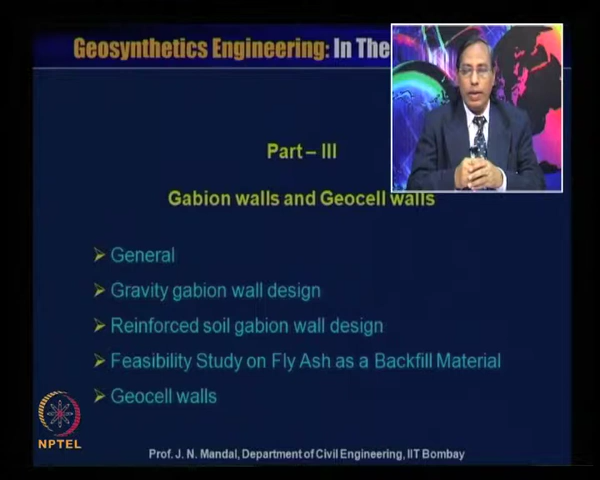 Geosynthetics Engineering: In The
Part – III
Gabion walls and Geocell walls
General
Gravity gabion wall design
Reinforced soil gabion wall design
Feasibility Study on Fly Ash as a Backfill Material
Geocell walls
NPTEL
Prof. J. N. Mandal, Department of Civil Engineering, IIT Bombay